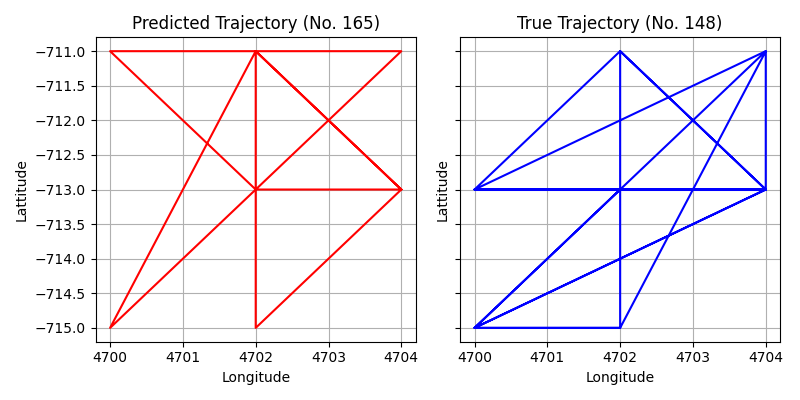 Predicted Trajectory (No. 165)
True Trajectory (No. 148)
−711.0
−711.5
−712.0
−712.5
−713.0
−713.5
−714.0
−714.5
−715.0
Lattitude
Lattitude
4700 4701 4702 4703 4704
4700 4701 4702 4703 4704
Longitude
Longitude